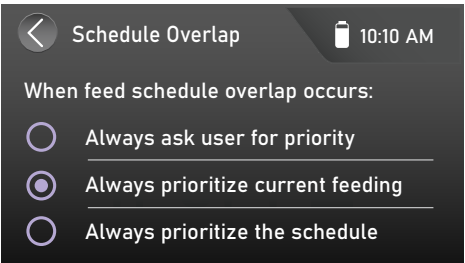 Schedule Overlap 10:10 AM
When feed schedule overlap occurs:
Always ask user for priority
Always prioritize current feeding
Always prioritize the schedule